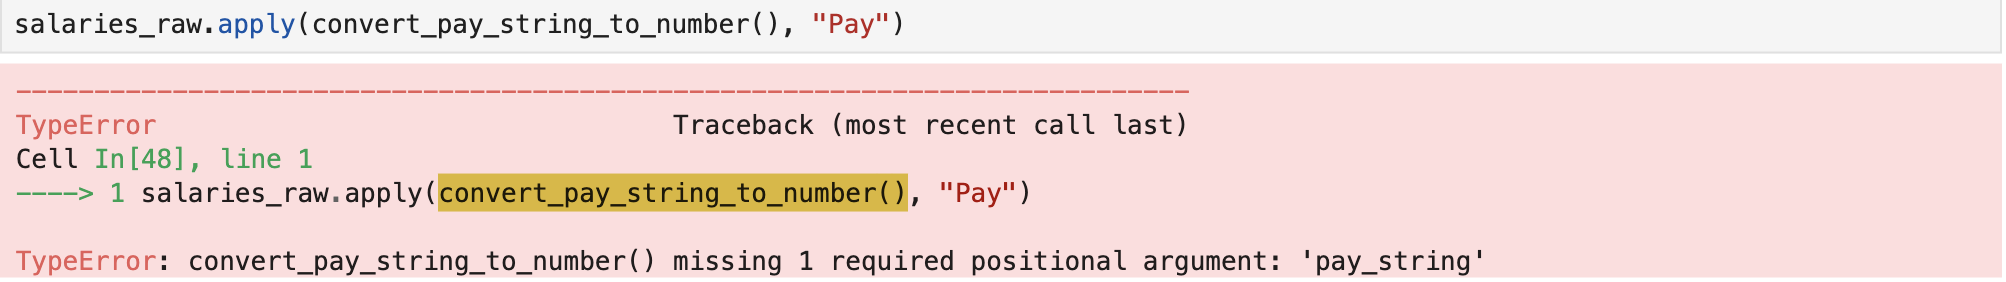 salaries_raw.apply(convert_pay_string_to_number(), "Pay")
---------------------------------------------------------------------------
TypeError                                 Traceback (most recent call last)
Cell In[48], line 1
----> 1 salaries_raw.apply(convert_pay_string_to_number(), "Pay")
TypeError: convert_pay_string_to_number() missing 1 required positional argument: 'pay_string'